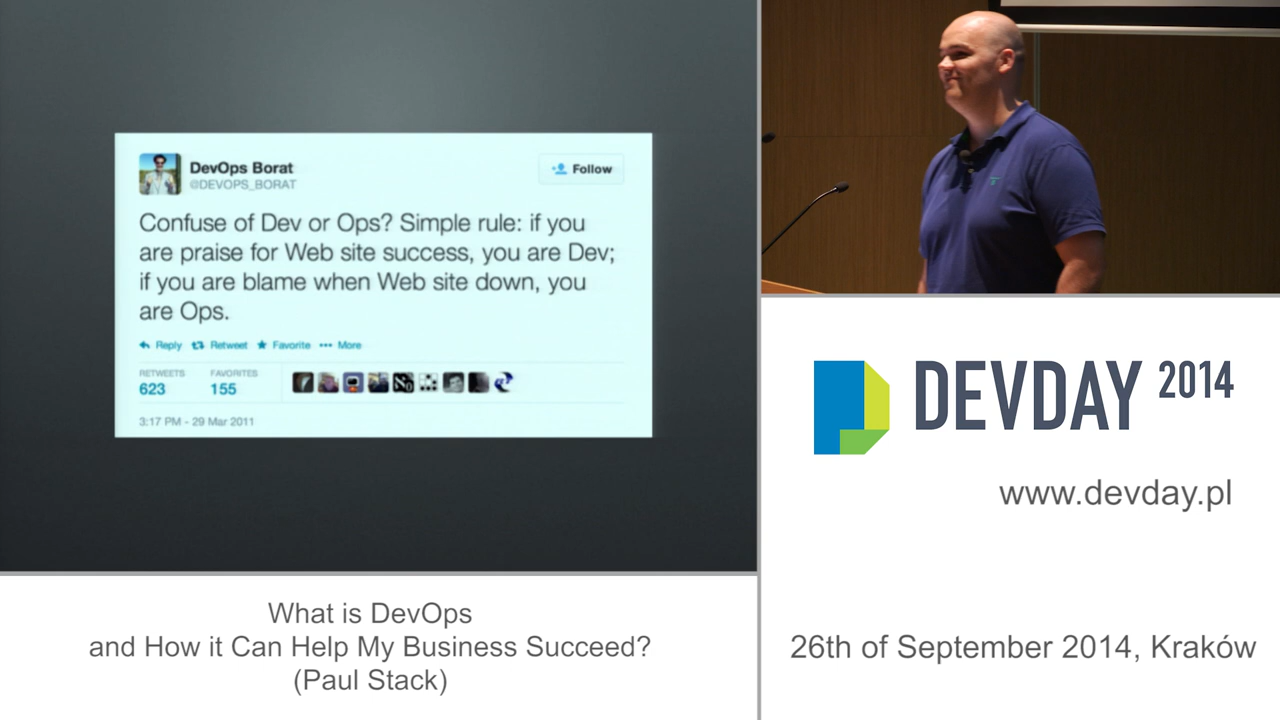 DevOps Borat
@DEVOPS_BORAT
Follow
Confuse of Dev or Ops? Simple rule: if you
are praise for Web site success, you are Dev;
if you are blame when Web site down, you
are Ops.
Reply Retweet Favorite More
RETWEETS FAVORITES
623 155
3:17 PM - 29 Mar 2011
What is DevOps
and How it Can Help My Business Succeed?
(Paul Stack)
DEVDAY 2014
www.devday.pl
26th of September 2014, Kraków